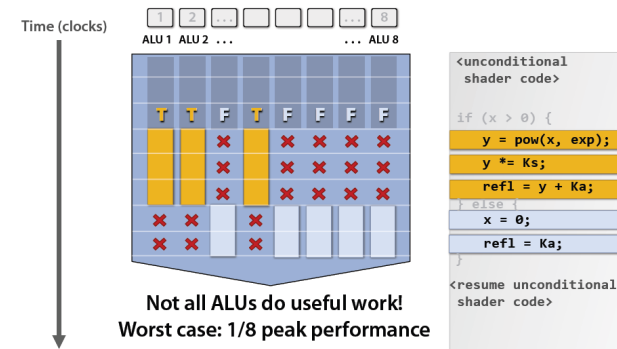 Time (clocks)
1 2 ... ... 8
ALU 1 ALU 2 ... ... ALU 8
T T F T F F F F
Not all ALUs do useful work!
Worst case: 1/8 peak performance
<unconditional
shader code>
if (x > 0) {
y = pow(x, exp);
y *= Ks;
refl = y + Ka;
} else {
x = 0;
refl = Ka;
}
<resume unconditional
shader code>